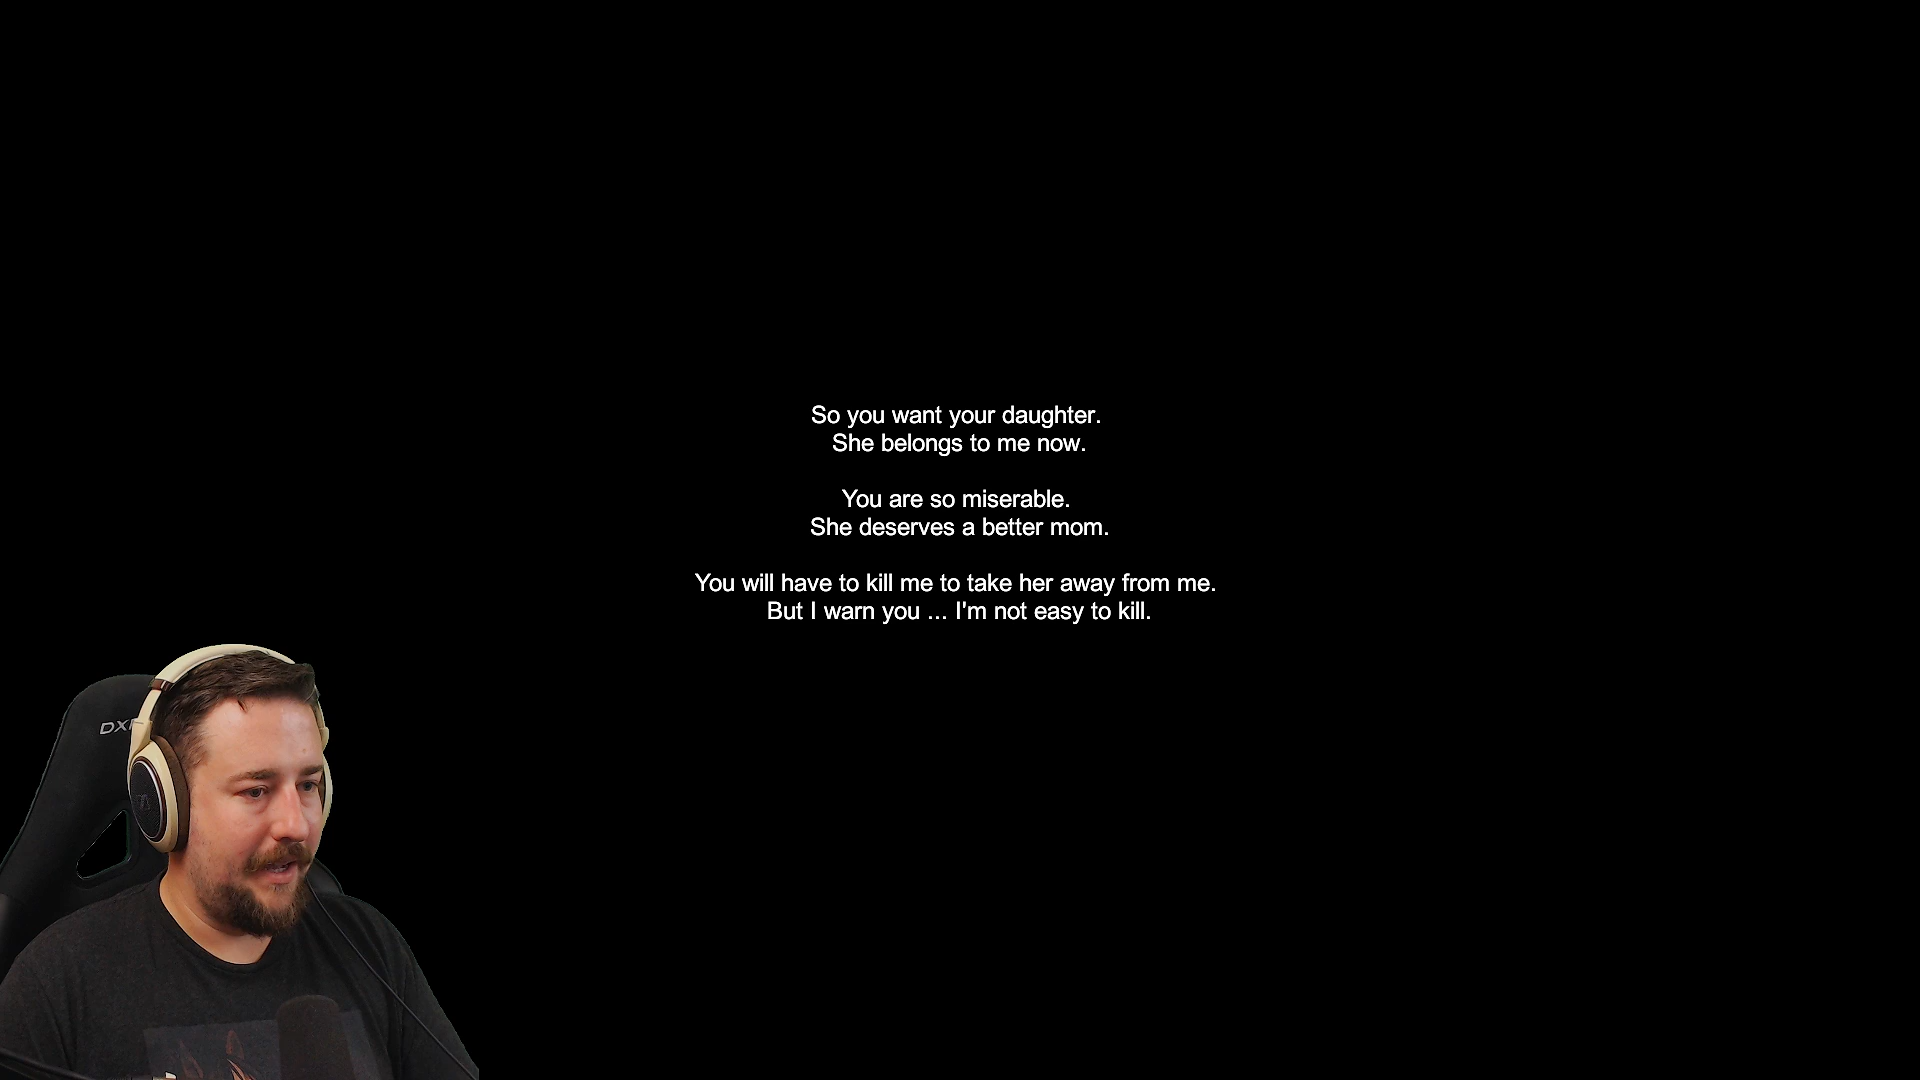 So you want your daughter.
She belongs to me now.
You are so miserable.
She deserves a better mom.
You will have to kill me to take her away from me.
But I warn you ... I'm not easy to kill.